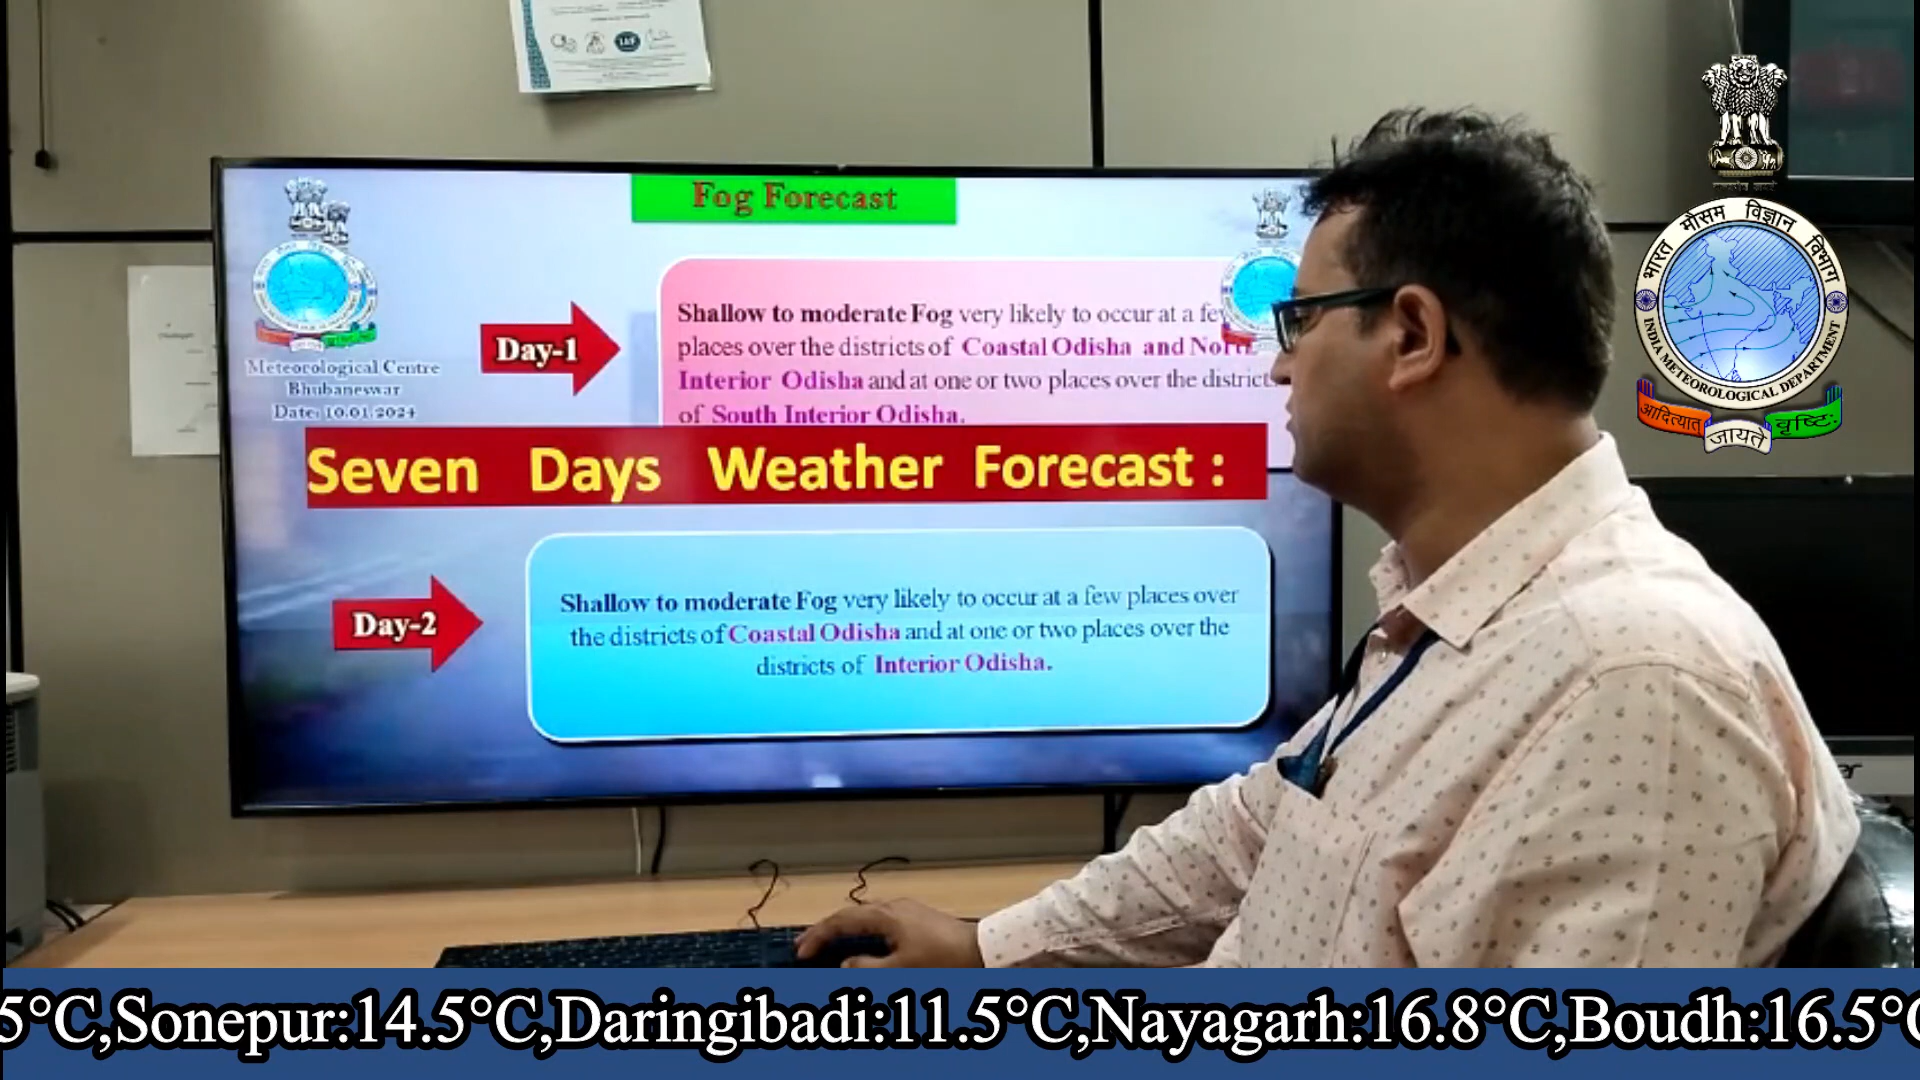 Fog Forecast
Meteorological Centre
Bhubaneswar
Date: 10.01.2024
Day-1
Shallow to moderate Fog very likely to occur at a few
places over the districts of Coastal Odisha and North
Interior Odisha and at one or two places over the districts
of South Interior Odisha.
Seven Days Weather Forecast :
Day-2
Shallow to moderate Fog very likely to occur at a few places over
the districts of Coastal Odisha and at one or two places over the
districts of Interior Odisha.
भारत मौसम विज्ञान विभाग
INDIA METEOROLOGICAL DEPARTMENT
आदित्यात् जायते वृष्टिः
5°C,Sonepur:14.5°C,Daringibadi:11.5°C,Nayagarh:16.8°C,Boudh:16.5°C